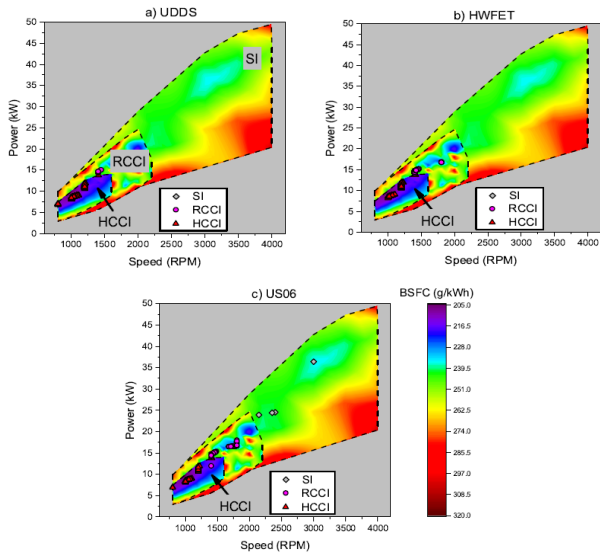 a) UDDS
50
45
40
35
30
25
20
15
10
5
0
Power (kW)
SI
RCCI
HCCI
SI
RCCI
HCCI
1000 1500 2000 2500 3000 3500 4000
Speed (RPM)
b) HWFET
50
45
40
35
30
25
20
15
10
5
0
Power (kW)
HCCI
SI
RCCI
HCCI
1000 1500 2000 2500 3000 3500 4000
Speed (RPM)
c) US06
50
45
40
35
30
25
20
15
10
5
0
Power (kW)
HCCI
SI
RCCI
HCCI
1000 1500 2000 2500 3000 3500 4000
Speed (RPM)
BSFC (g/kWh)
205.0
216.5
228.0
239.5
251.0
262.5
274.0
285.5
297.0
308.5
320.0